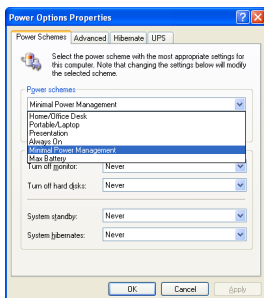 Power Options Properties
Power Schemes Advanced Hibernate UPS
Select the power scheme with the most appropriate settings for
this computer. Note that changing the settings below will modify
the selected scheme.
Power schemes
Minimal Power Management
Home/Office Desk
Portable/Laptop
Presentation
Always On
Minimal Power Management
Max Battery
Turn off monitor: Never
Turn off hard disks: Never
System standby: Never
System hibernates: Never
OK Cancel Apply